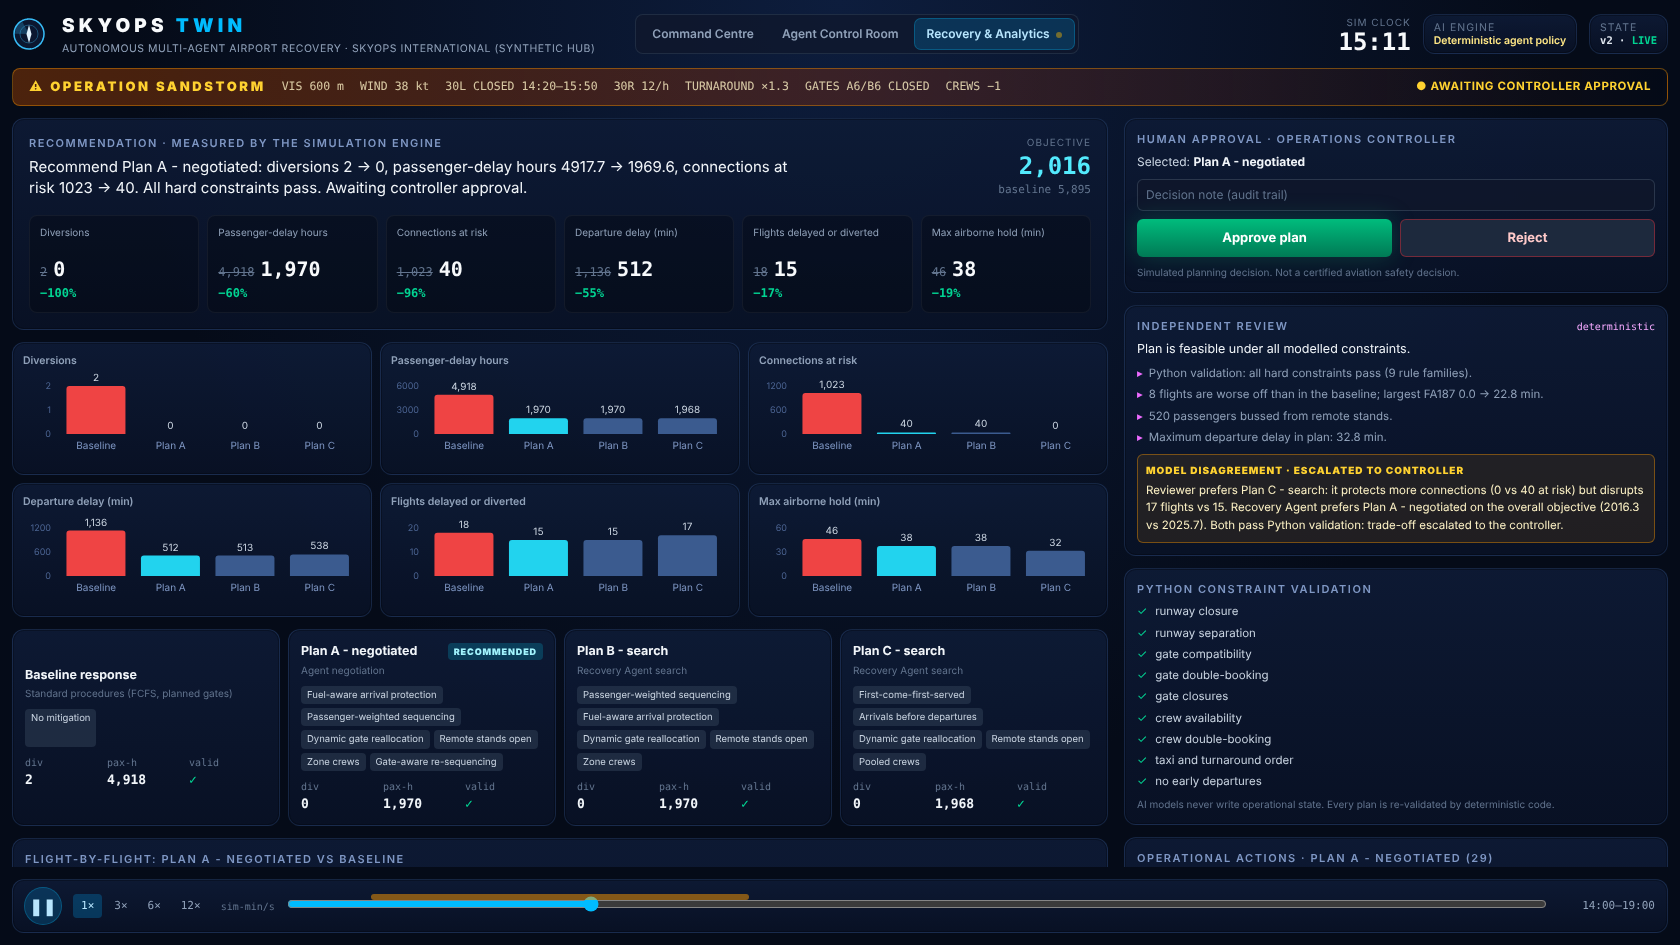 SKYOPS TWIN
AUTONOMOUS MULTI-AGENT AIRPORT RECOVERY · SKYOPS INTERNATIONAL (SYNTHETIC HUB)
Command Centre
Agent Control Room
Recovery & Analytics
SIM CLOCK
15:11
AI ENGINE
Deterministic agent policy
STATE
v2 · LIVE
⚠ OPERATION SANDSTORM
VIS 600 m
WIND 38 kt
30L CLOSED 14:20–15:50
30R 12/h
TURNAROUND ×1.3
GATES A6/B6 CLOSED
CREWS −1
AWAITING CONTROLLER APPROVAL
RECOMMENDATION · MEASURED BY THE SIMULATION ENGINE
Recommend Plan A - negotiated: diversions 2 → 0, passenger-delay hours 4917.7 → 1969.6, connections at
risk 1023 → 40. All hard constraints pass. Awaiting controller approval.
OBJECTIVE
2,016
baseline 5,895
Diversions
2 0
−100%
Passenger-delay hours
4,918 1,970
−60%
Connections at risk
1,023 40
−96%
Departure delay (min)
1,136 512
−55%
Flights delayed or diverted
18 15
−17%
Max airborne hold (min)
46 38
−19%
Diversions
2
1
0
2
0
0
0
Baseline
Plan A
Plan B
Plan C
Passenger-delay hours
6000
3000
0
4,918
1,970
1,970
1,968
Baseline
Plan A
Plan B
Plan C
Connections at risk
1200
600
0
1,023
40
40
0
Baseline
Plan A
Plan B
Plan C
Departure delay (min)
1200
600
0
1,136
512
513
538
Baseline
Plan A
Plan B
Plan C
Flights delayed or diverted
20
10
0
18
15
15
17
Baseline
Plan A
Plan B
Plan C
Max airborne hold (min)
60
30
0
46
38
38
32
Baseline
Plan A
Plan B
Plan C
Baseline response
Standard procedures (FCFS, planned gates)
No mitigation
div
pax-h
valid
2
4,918
✓
Plan A - negotiated
RECOMMENDED
Agent negotiation
Fuel-aware arrival protection
Passenger-weighted sequencing
Dynamic gate reallocation
Remote stands open
Zone crews
Gate-aware re-sequencing
div
pax-h
valid
0
1,970
✓
Plan B - search
Recovery Agent search
Passenger-weighted sequencing
Fuel-aware arrival protection
Dynamic gate reallocation
Remote stands open
Zone crews
div
pax-h
valid
0
1,970
✓
Plan C - search
Recovery Agent search
First-come-first-served
Arrivals before departures
Dynamic gate reallocation
Remote stands open
Pooled crews
div
pax-h
valid
0
1,968
✓
FLIGHT-BY-FLIGHT: PLAN A - NEGOTIATED VS BASELINE
HUMAN APPROVAL · OPERATIONS CONTROLLER
Selected: Plan A - negotiated
Decision note (audit trail)
Approve plan
Reject
Simulated planning decision. Not a certified aviation safety decision.
INDEPENDENT REVIEW
deterministic
Plan is feasible under all modelled constraints.
▸ Python validation: all hard constraints pass (9 rule families).
▸ 8 flights are worse off than in the baseline; largest FA187 0.0 → 22.8 min.
▸ 520 passengers bussed from remote stands.
▸ Maximum departure delay in plan: 32.8 min.
MODEL DISAGREEMENT · ESCALATED TO CONTROLLER
Reviewer prefers Plan C - search: it protects more connections (0 vs 40 at risk) but disrupts
17 flights vs 15. Recovery Agent prefers Plan A - negotiated on the overall objective (2016.3
vs 2025.7). Both pass Python validation: trade-off escalated to the controller.
PYTHON CONSTRAINT VALIDATION
✓ runway closure
✓ runway separation
✓ gate compatibility
✓ gate double-booking
✓ gate closures
✓ crew availability
✓ crew double-booking
✓ taxi and turnaround order
✓ no early departures
AI models never write operational state. Every plan is re-validated by deterministic code.
OPERATIONAL ACTIONS · PLAN A - NEGOTIATED (29)
1×
3×
6×
12×
sim-min/s
14:00–19:00